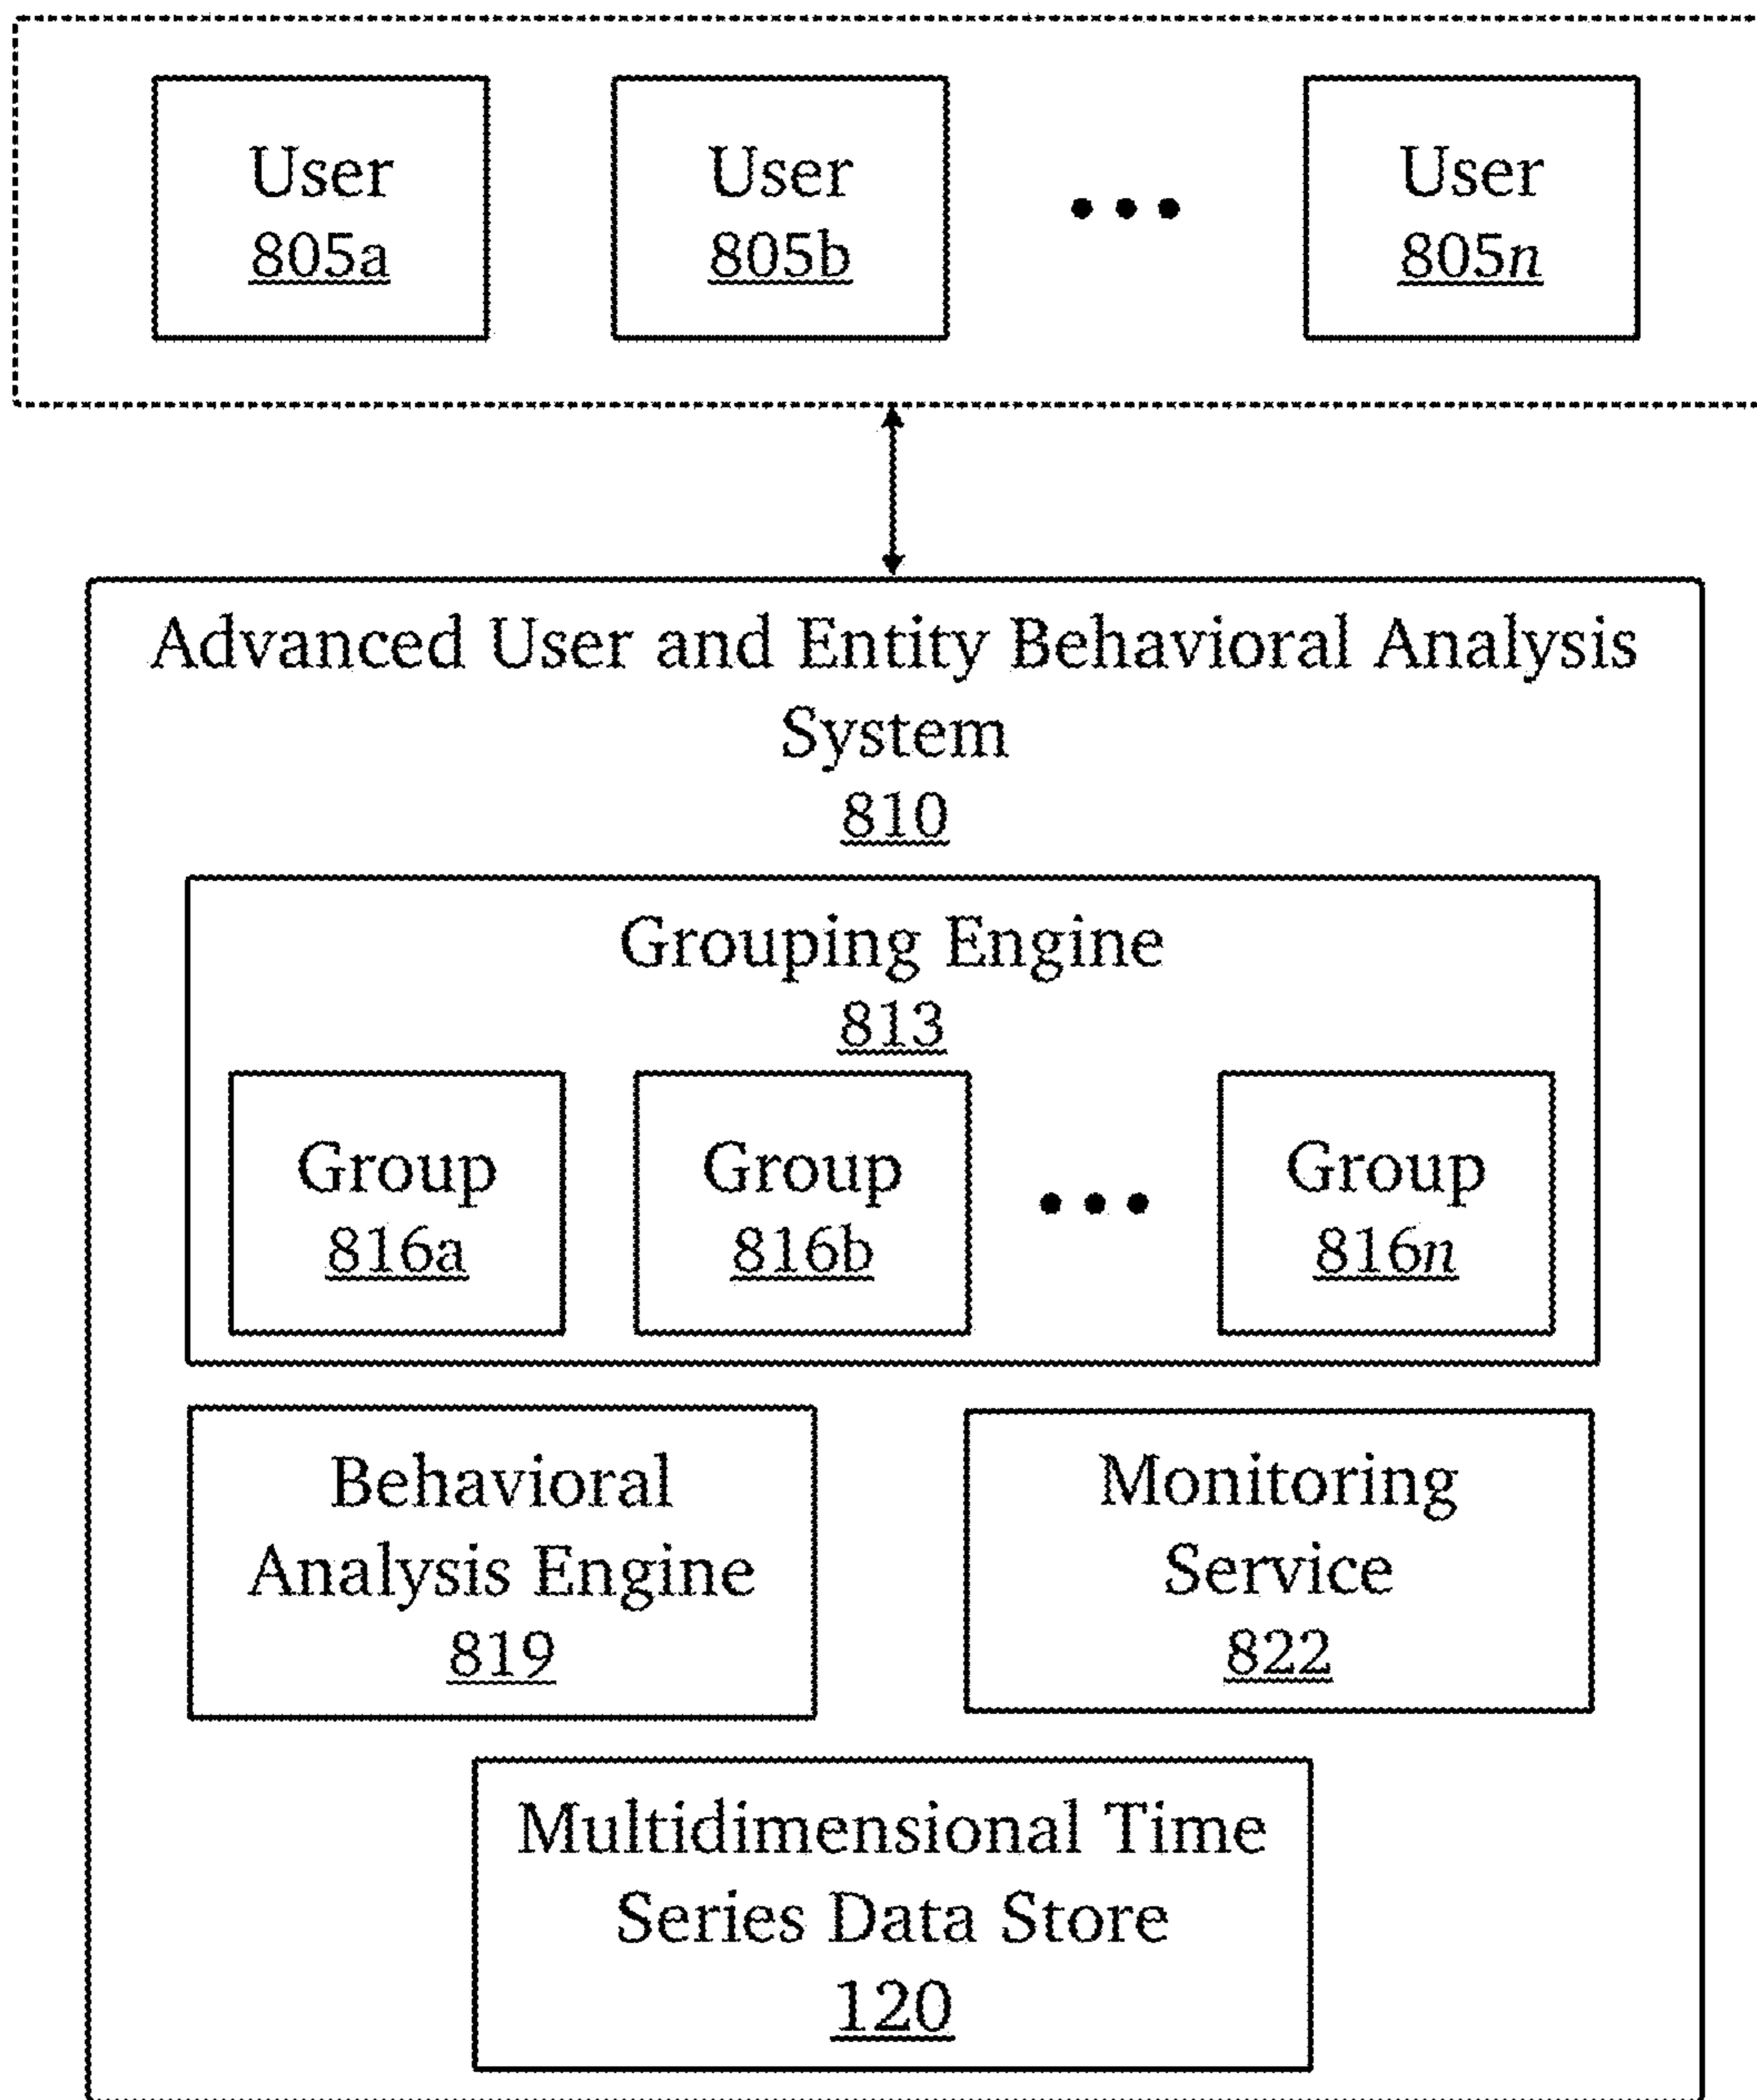 User
805a
User
805b
User
805n
Advanced User and Entity Behavioral Analysis
System
810
Grouping Engine
813
Group
816a
Group
816b
Group
816n
Behavioral
Analysis Engine
819
Monitoring
Service
822
Multidimensional Time
Series Data Store
120